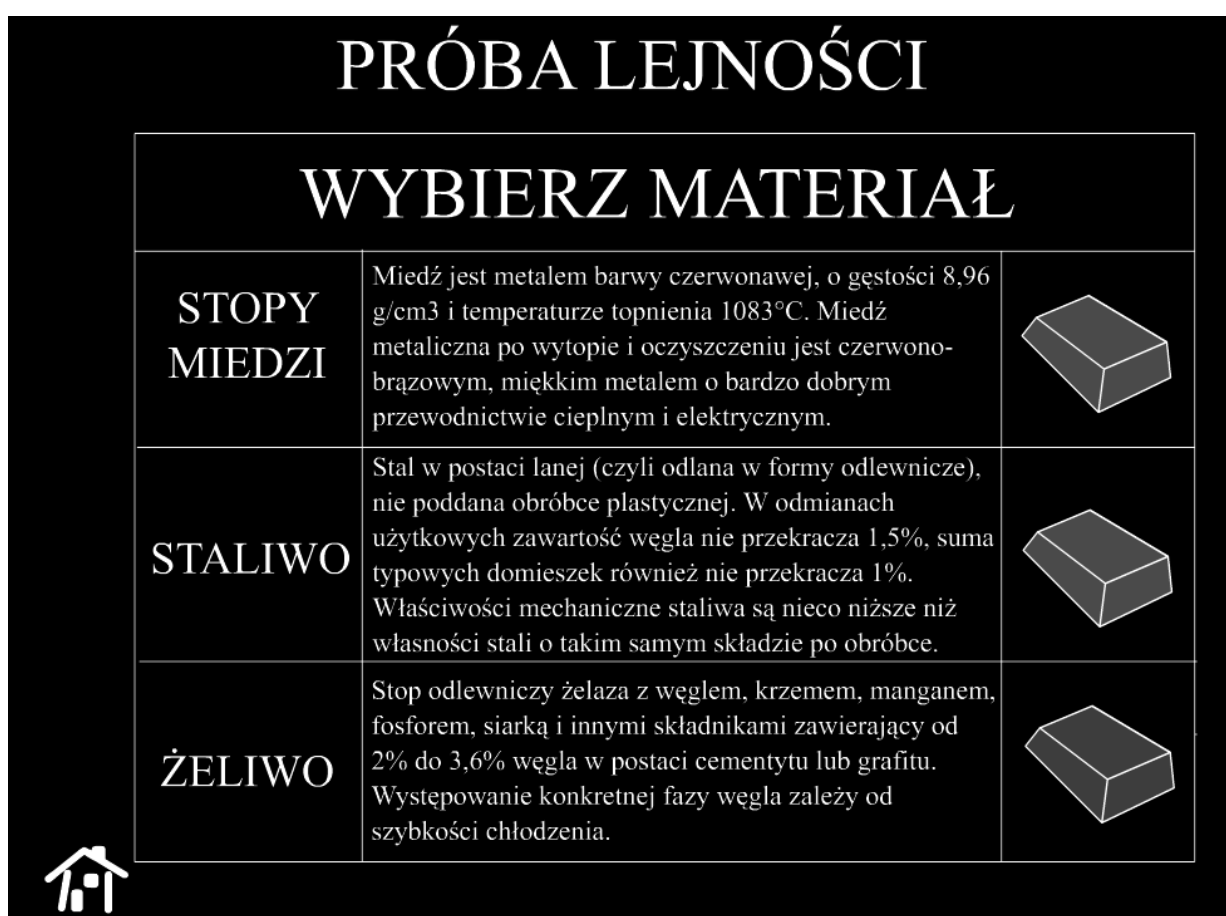 PRÓBA LEJNOŚCI
WYBIERZ MATERIAŁ
STOPY
MIEDZI
Miedź jest metalem barwy czerwonawej, o gęstości 8,96
g/cm3 i temperaturze topnienia 1083°C. Miedź
metaliczna po wytopie i oczyszczeniu jest czerwono-
brązowym, miękkim metalem o bardzo dobrym
przewodnictwie cieplnym i elektrycznym.
STALIWO
Stal w postaci lanej (czyli odlana w formy odlewnicze),
nie poddana obróbce plastycznej. W odmianach
użytkowych zawartość węgla nie przekracza 1,5%, suma
typowych domieszek również nie przekracza 1%.
Właściwości mechaniczne staliwa są nieco niższe niż
własności stali o takim samym składzie po obróbce.
ŻELIWO
Stop odlewniczy żelaza z węglem, krzemem, manganem,
fosforem, siarką i innymi składnikami zawierający od
2% do 3,6% węgla w postaci cementytu lub grafitu.
Występowanie konkretnej fazy węgla zależy od
szybkości chłodzenia.